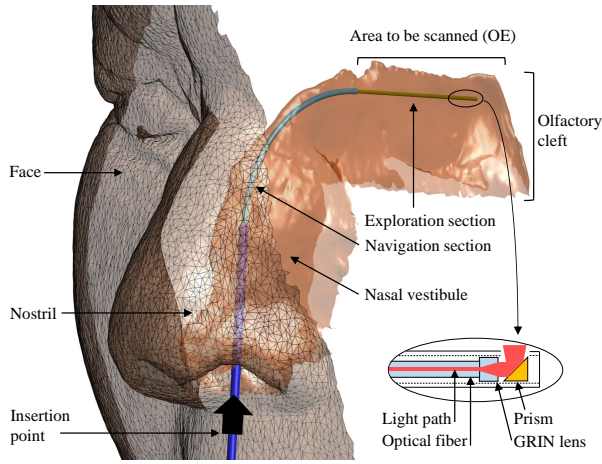 Area to be scanned (OE)
Olfactory
cleft
Face
Exploration section
Navigation section
Nasal vestibule
Nostril
Insertion
point
Light path
Optical fiber
Prism
GRIN lens